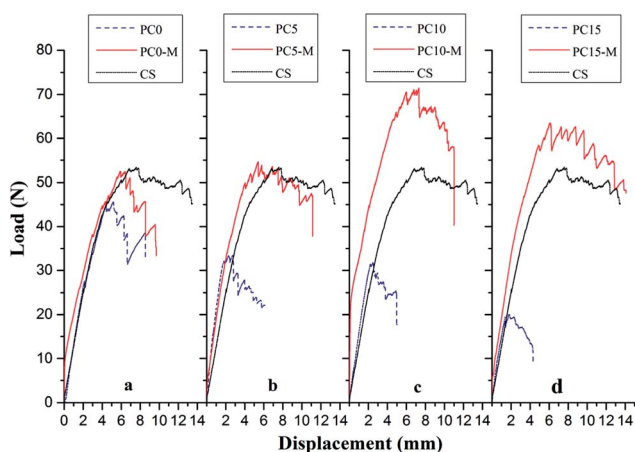 PC0
PC0-M
CS
PC5
PC5-M
CS
PC10
PC10-M
CS
PC15
PC15-M
CS
80
70
60
50
40
30
20
10
0
Load (N)
a
b
c
d
0 2 4 6 8 10 12 14
0 2 4 6 8 10 12 14
0 2 4 6 8 10 12 14
0 2 4 6 8 10 12 14
Displacement (mm)